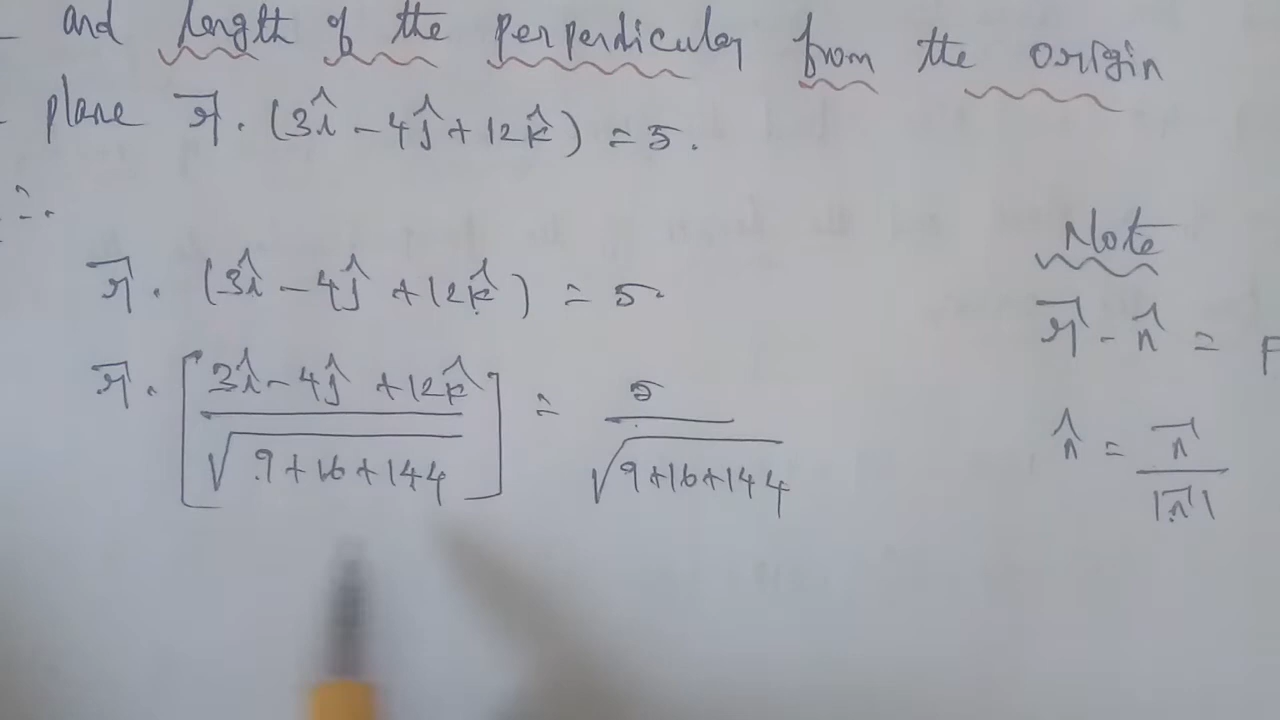 and length of the perpendicular from the origin
plane r⃗ . (3î - 4ĵ + 12k̂) = 5.
∴
r⃗ . (3î - 4ĵ + 12k̂) = 5.
r⃗ . [ (3î - 4ĵ + 12k̂) / √(9+16+144) ] = 5 / √(9+16+144)
Note
r⃗ - n̂ = P
n̂ = n⃗ / |n⃗|